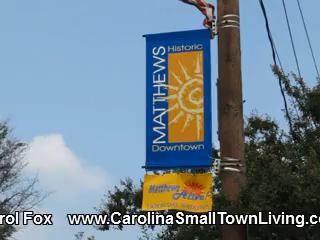 Historic
MATTHEWS
Downtown
Matthews
Alive!
rol Fox www.CarolinaSmallTownLiving.co